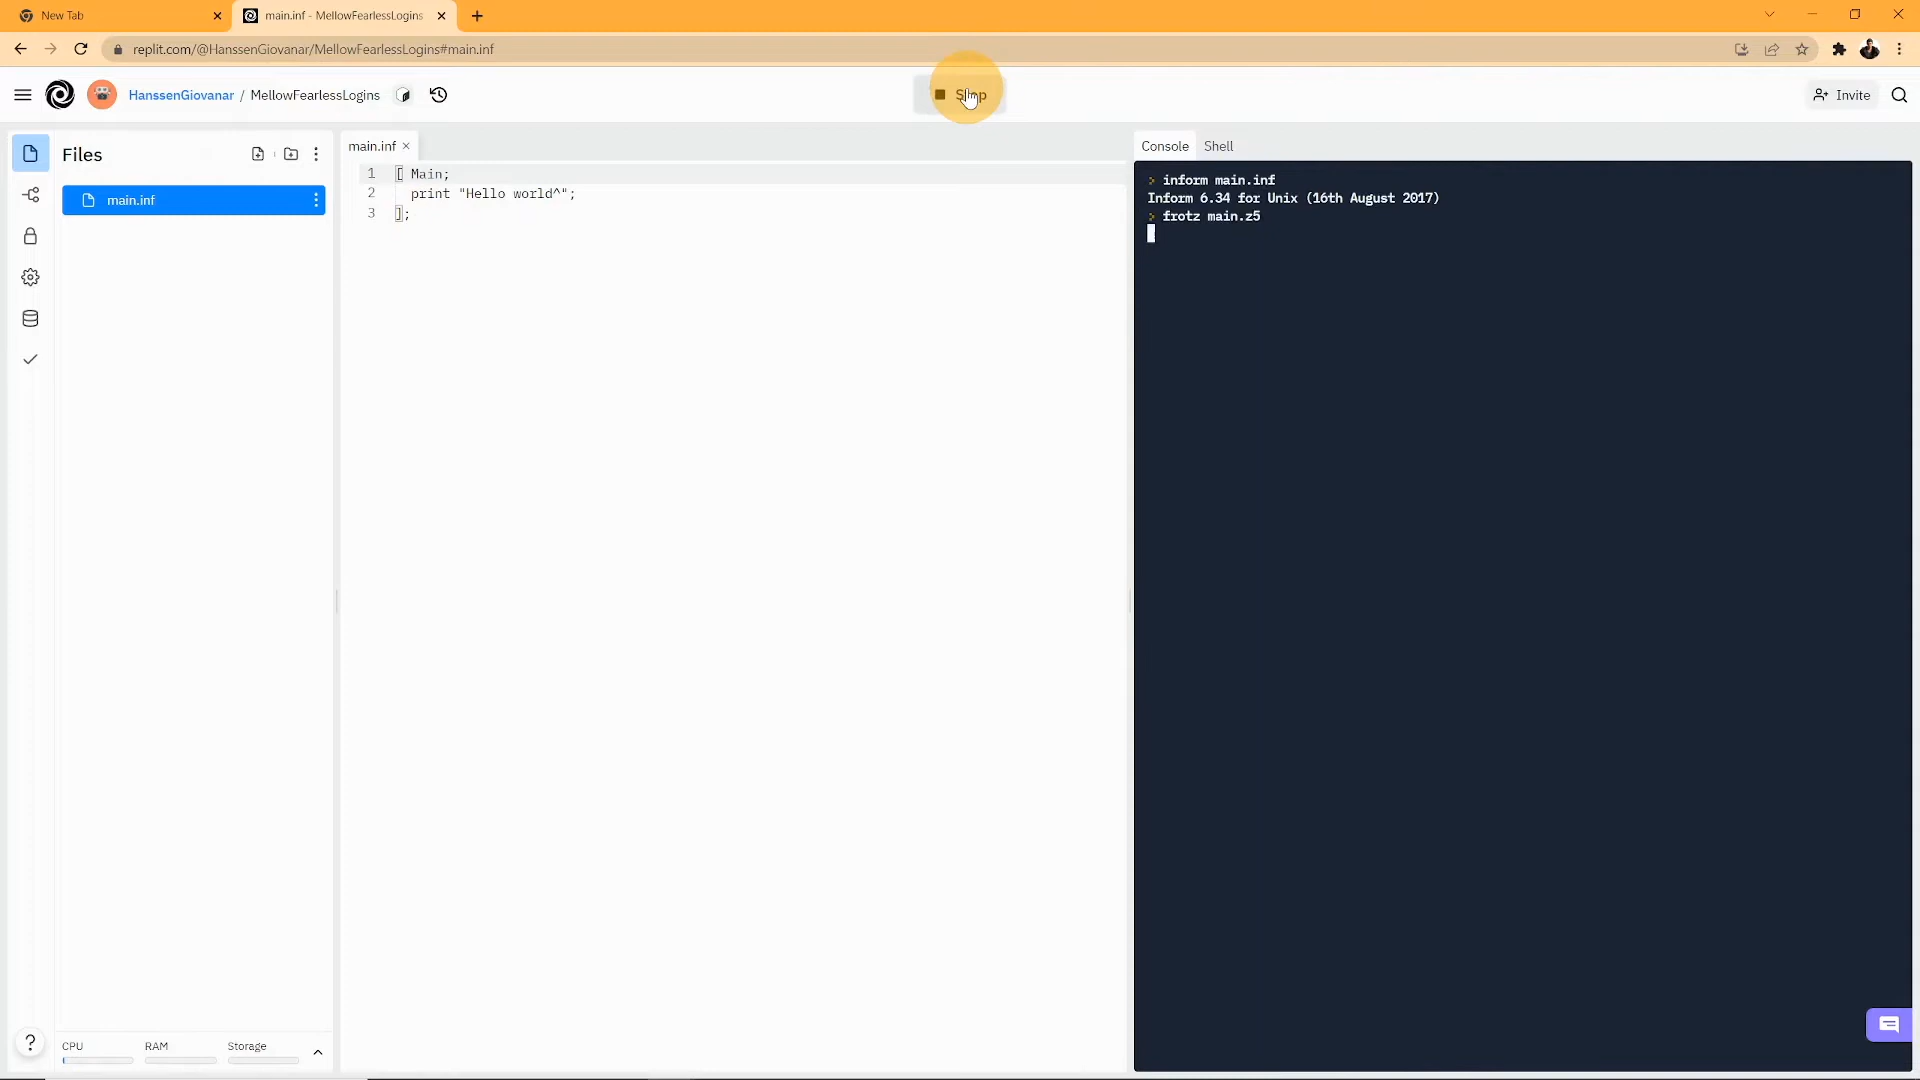 New Tab
main.inf - MellowFearlessLogins
replit.com/@HanssenGiovanar/MellowFearlessLogins#main.inf
HanssenGiovanar / MellowFearlessLogins
Stop
Invite
Files
main.inf
main.inf
1 [ Main;
2 print "Hello world^";
3 ];
Console
Shell
> inform main.inf
Inform 6.34 for Unix (16th August 2017)
> frotz main.z5
?
CPU
RAM
Storage